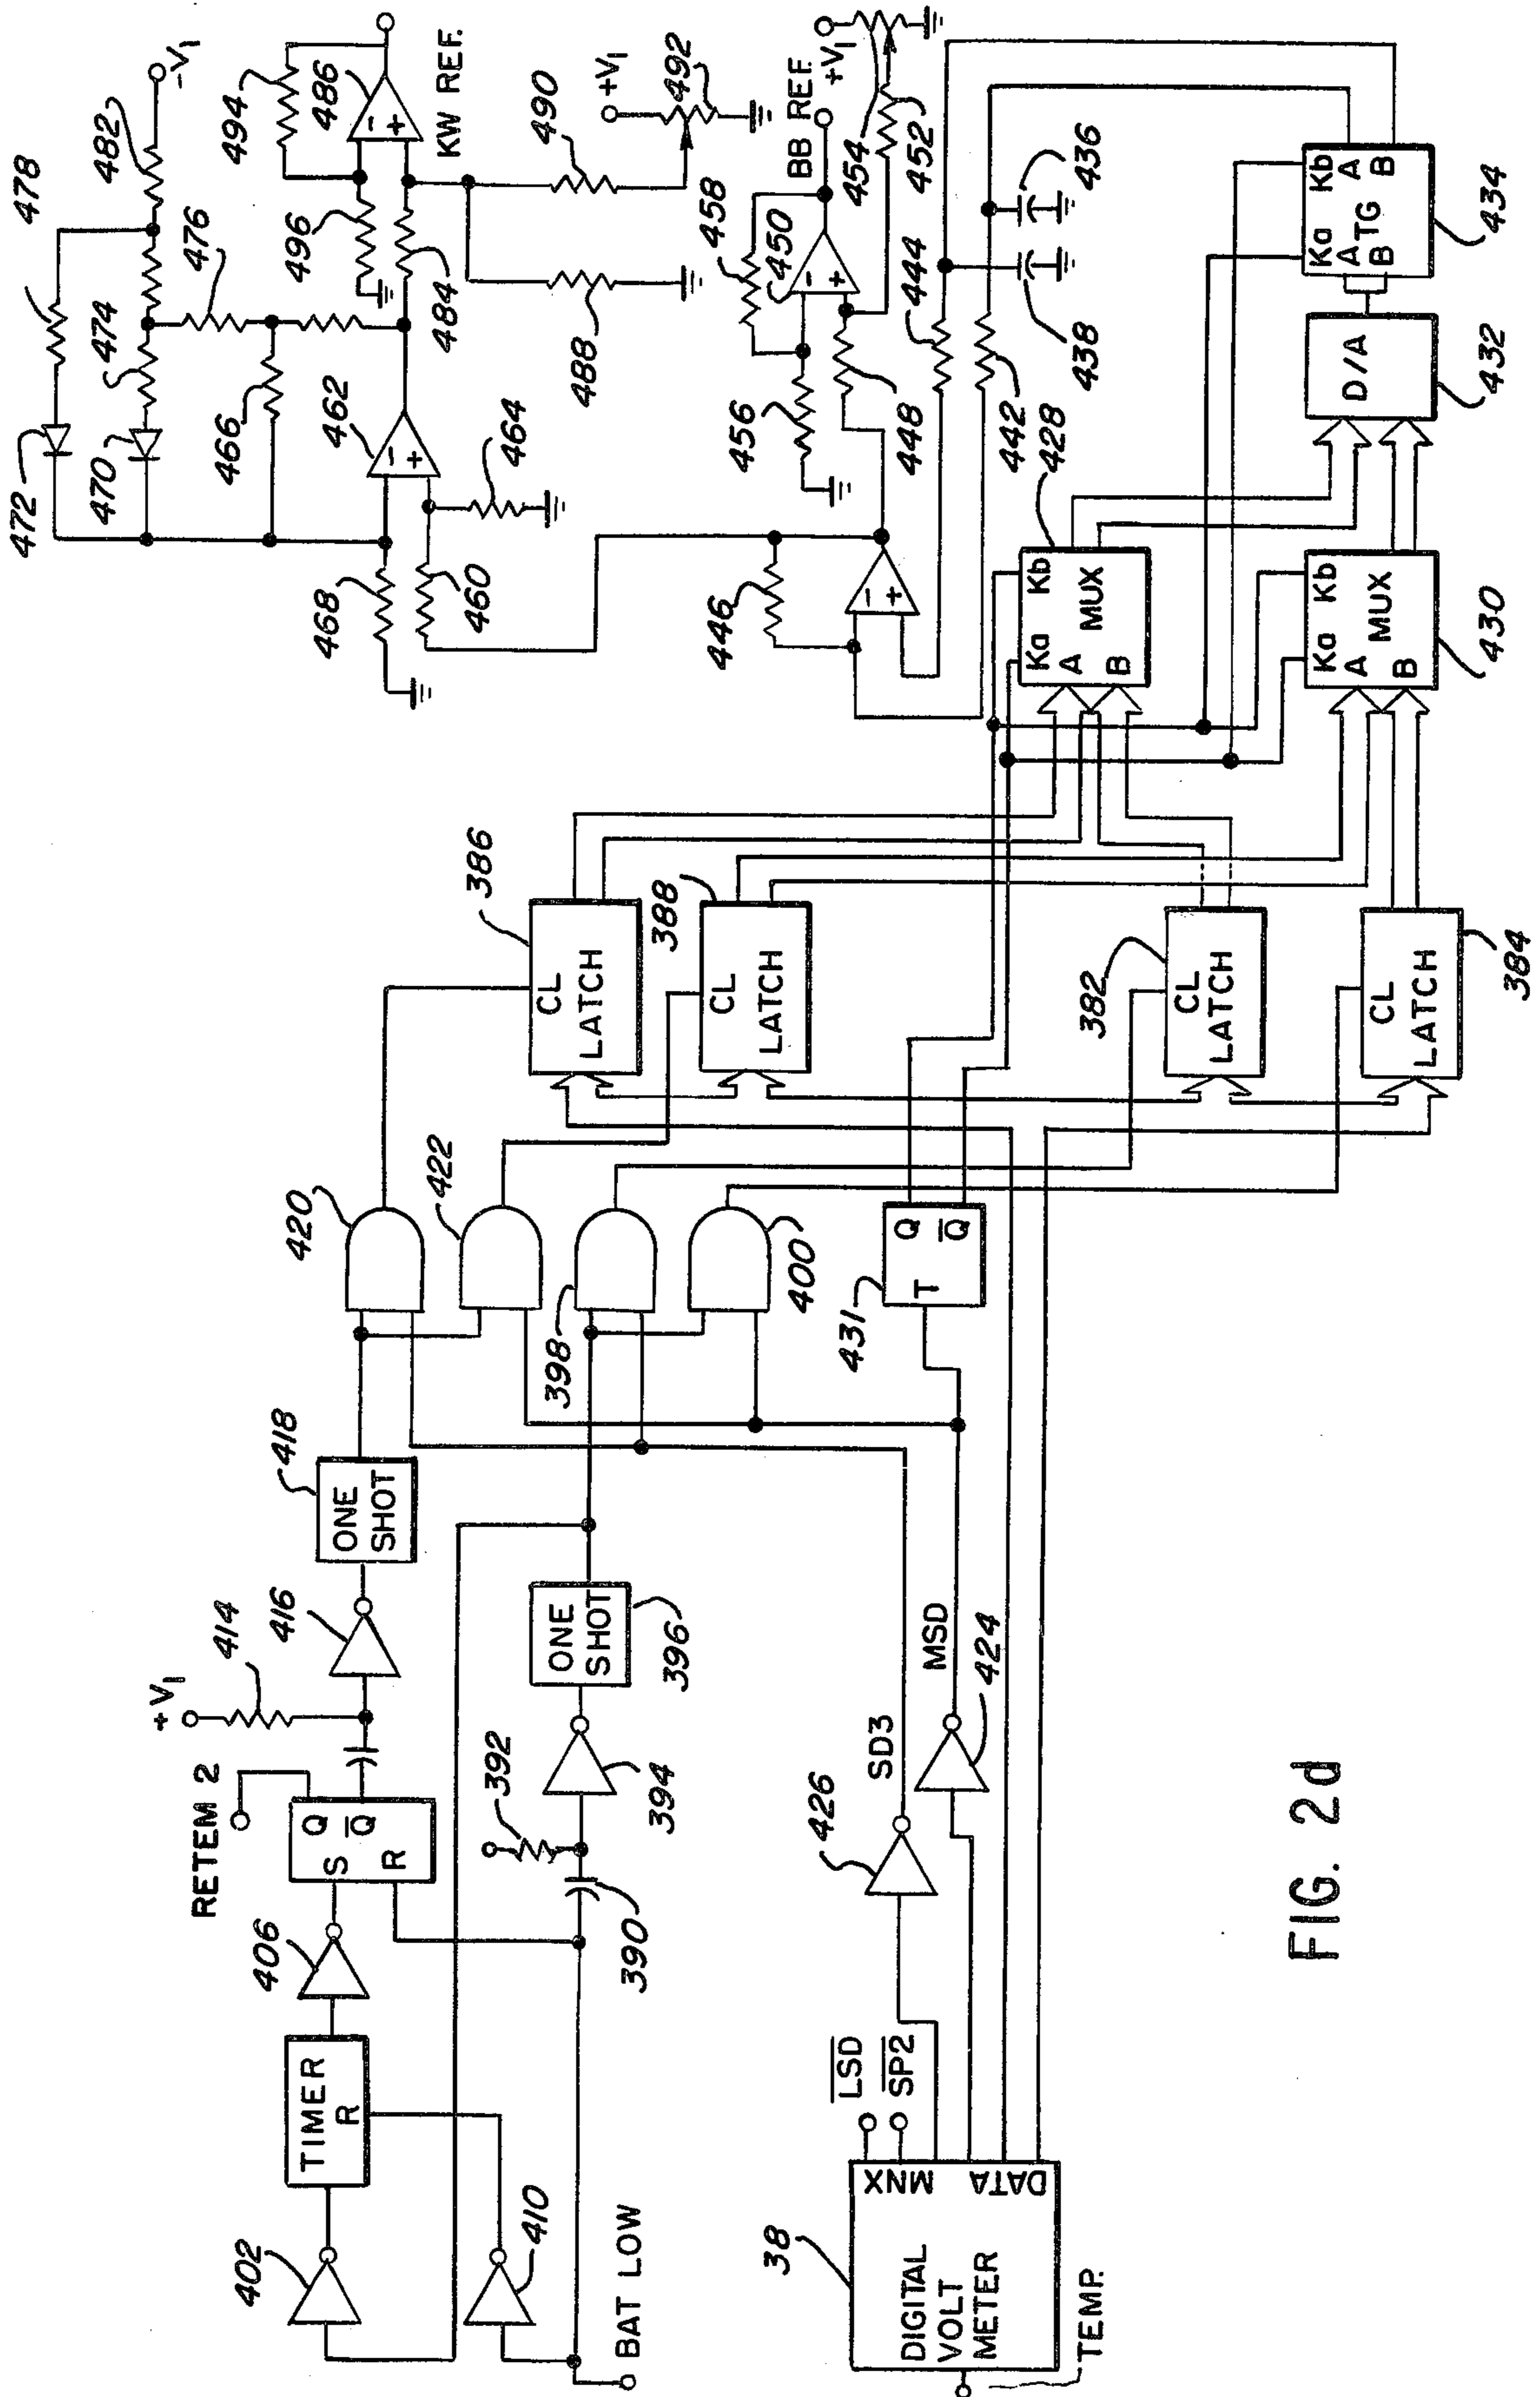 478
482
-V1
476
474
472
470
466
494
486
KW REF.
496
484
462
464
468
460
490
+V1
492
488
BB REF.
+V1
458
450
454
452
456
448
444
442
446
436
438
428
Ka Kb
A
B
MUX
Ka Kb
A
B
MUX
430
D/A
432
Ka Kb
A A
TG
B B
434
386
CL
LATCH
388
CL
LATCH
382
CL
LATCH
CL
LATCH
384
420
422
398
400
431
T
Q
Q̅
418
ONE
SHOT
ONE
SHOT
396
+V1
414
416
392
394
390
RETEM 2
S
R
Q
Q̅
406
TIMER
R
402
410
BAT LOW
426
SD3
MSD
424
L̅S̅D̅
S̅P̅2̅
MNX
DATA
38
DIGITAL
VOLT
METER
TEMP.
FIG. 2d